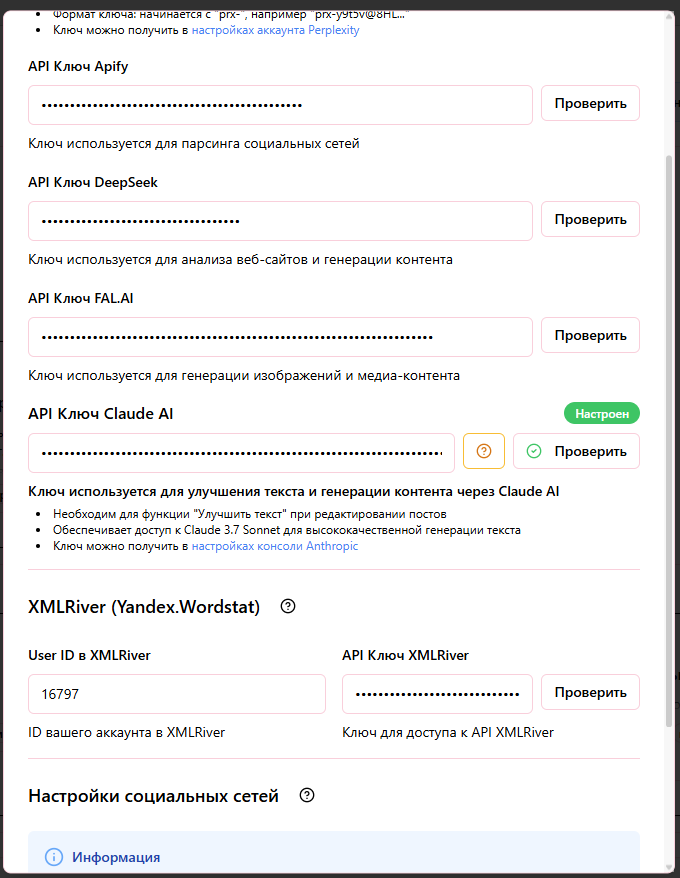 Формат ключа: начинается с "prx-", например "prx-y9t5v@8HL..."
Ключ можно получить в настройках аккаунта Perplexity
API Ключ Apify
Проверить
Ключ используется для парсинга социальных сетей
API Ключ DeepSeek
Проверить
Ключ используется для анализа веб-сайтов и генерации контента
API Ключ FAL.AI
Проверить
Ключ используется для генерации изображений и медиа-контента
API Ключ Claude AI
Настроен
Проверить
Ключ используется для улучшения текста и генерации контента через Claude AI
Необходим для функции "Улучшить текст" при редактировании постов
Обеспечивает доступ к Claude 3.7 Sonnet для высококачественной генерации текста
Ключ можно получить в настройках консоли Anthropic
XMLRiver (Yandex.Wordstat)
User ID в XMLRiver
API Ключ XMLRiver
16797
Проверить
ID вашего аккаунта в XMLRiver
Ключ для доступа к API XMLRiver
Настройки социальных сетей
Информация